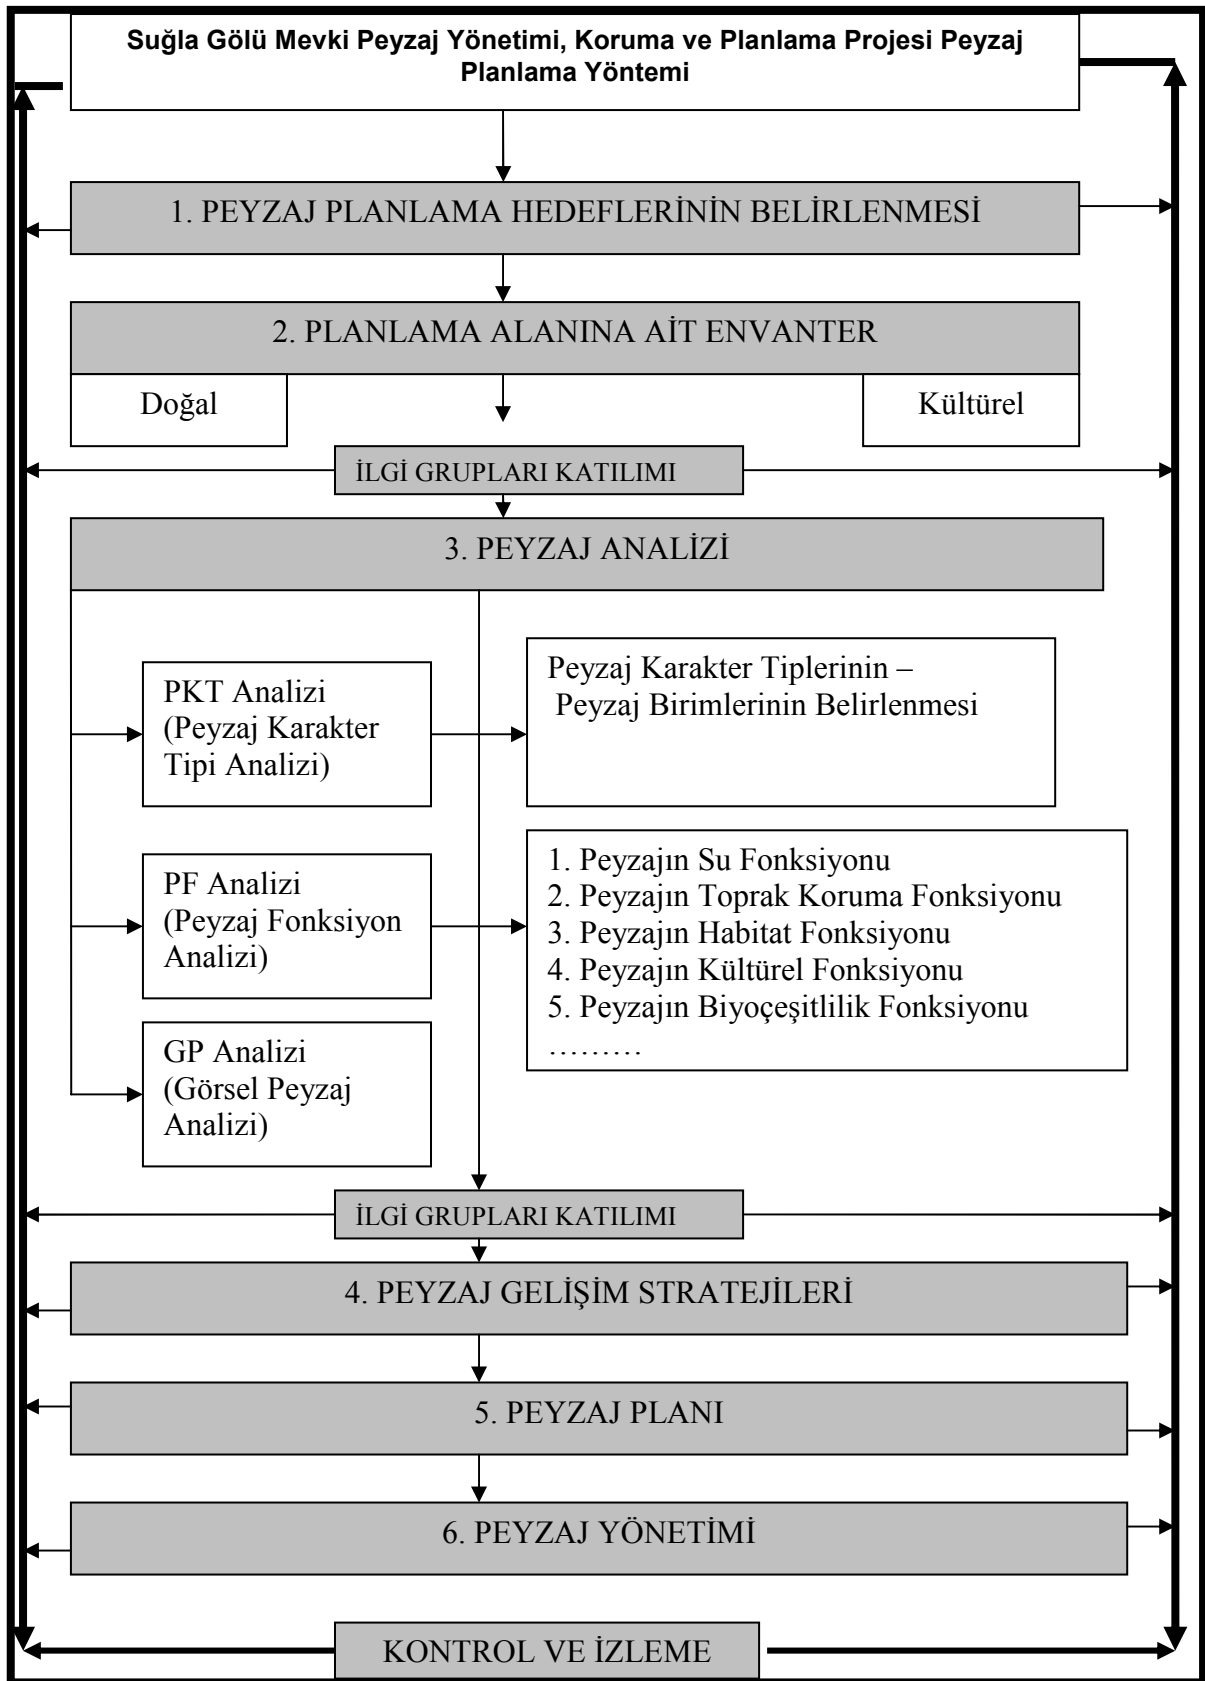 Suğla Gölü Mevki Peyzaj Yönetimi, Koruma ve Planlama Projesi Peyzaj
Planlama Yöntemi
1. PEYZAJ PLANLAMA HEDEFLERİNİN BELİRLENMESİ
2. PLANLAMA ALANINA AİT ENVANTER
Doğal
Kültürel
İLGİ GRUPLARI KATILIMI
3. PEYZAJ ANALİZİ
PKT Analizi
(Peyzaj Karakter
Tipi Analizi)
Peyzaj Karakter Tiplerinin –
Peyzaj Birimlerinin Belirlenmesi
PF Analizi
(Peyzaj Fonksiyon
Analizi)
1. Peyzajın Su Fonksiyonu
2. Peyzajın Toprak Koruma Fonksiyonu
3. Peyzajın Habitat Fonksiyonu
4. Peyzajın Kültürel Fonksiyonu
5. Peyzajın Biyoçeşitlilik Fonksiyonu
………
GP Analizi
(Görsel Peyzaj
Analizi)
İLGİ GRUPLARI KATILIMI
4. PEYZAJ GELİŞİM STRATEJİLERİ
5. PEYZAJ PLANI
6. PEYZAJ YÖNETİMİ
KONTROL VE İZLEME